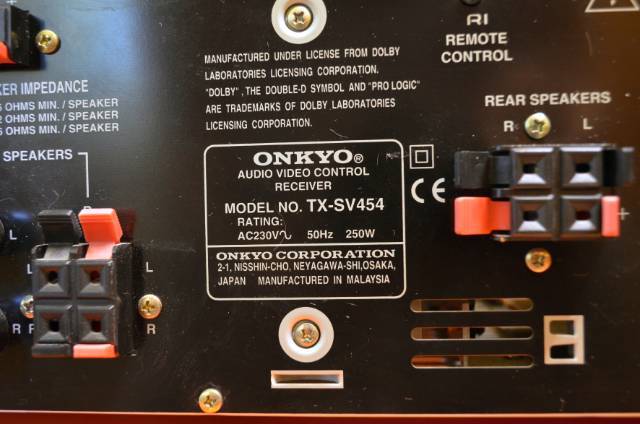 RI
REMOTE
CONTROL
MANUFACTURED UNDER LICENSE FROM DOLBY
LABORATORIES LICENSING CORPORATION.
"DOLBY", THE DOUBLE-D SYMBOL AND "PRO LOGIC"
ARE TRADEMARKS OF DOLBY LABORATORIES
LICENSING CORPORATION.
IMPEDANCE
OHMS MIN. / SPEAKER
OHMS MIN. / SPEAKER
OHMS MIN. / SPEAKER
SPEAKERS
REAR SPEAKERS
R L
+
ONKYO®
AUDIO VIDEO CONTROL
RECEIVER
MODEL NO. TX-SV454
RATING:
AC230V∿ 50Hz 250W
ONKYO CORPORATION
2-1, NISSHIN-CHO, NEYAGAWA-SHI,OSAKA,
JAPAN MANUFACTURED IN MALAYSIA
CE
L L L
R R R